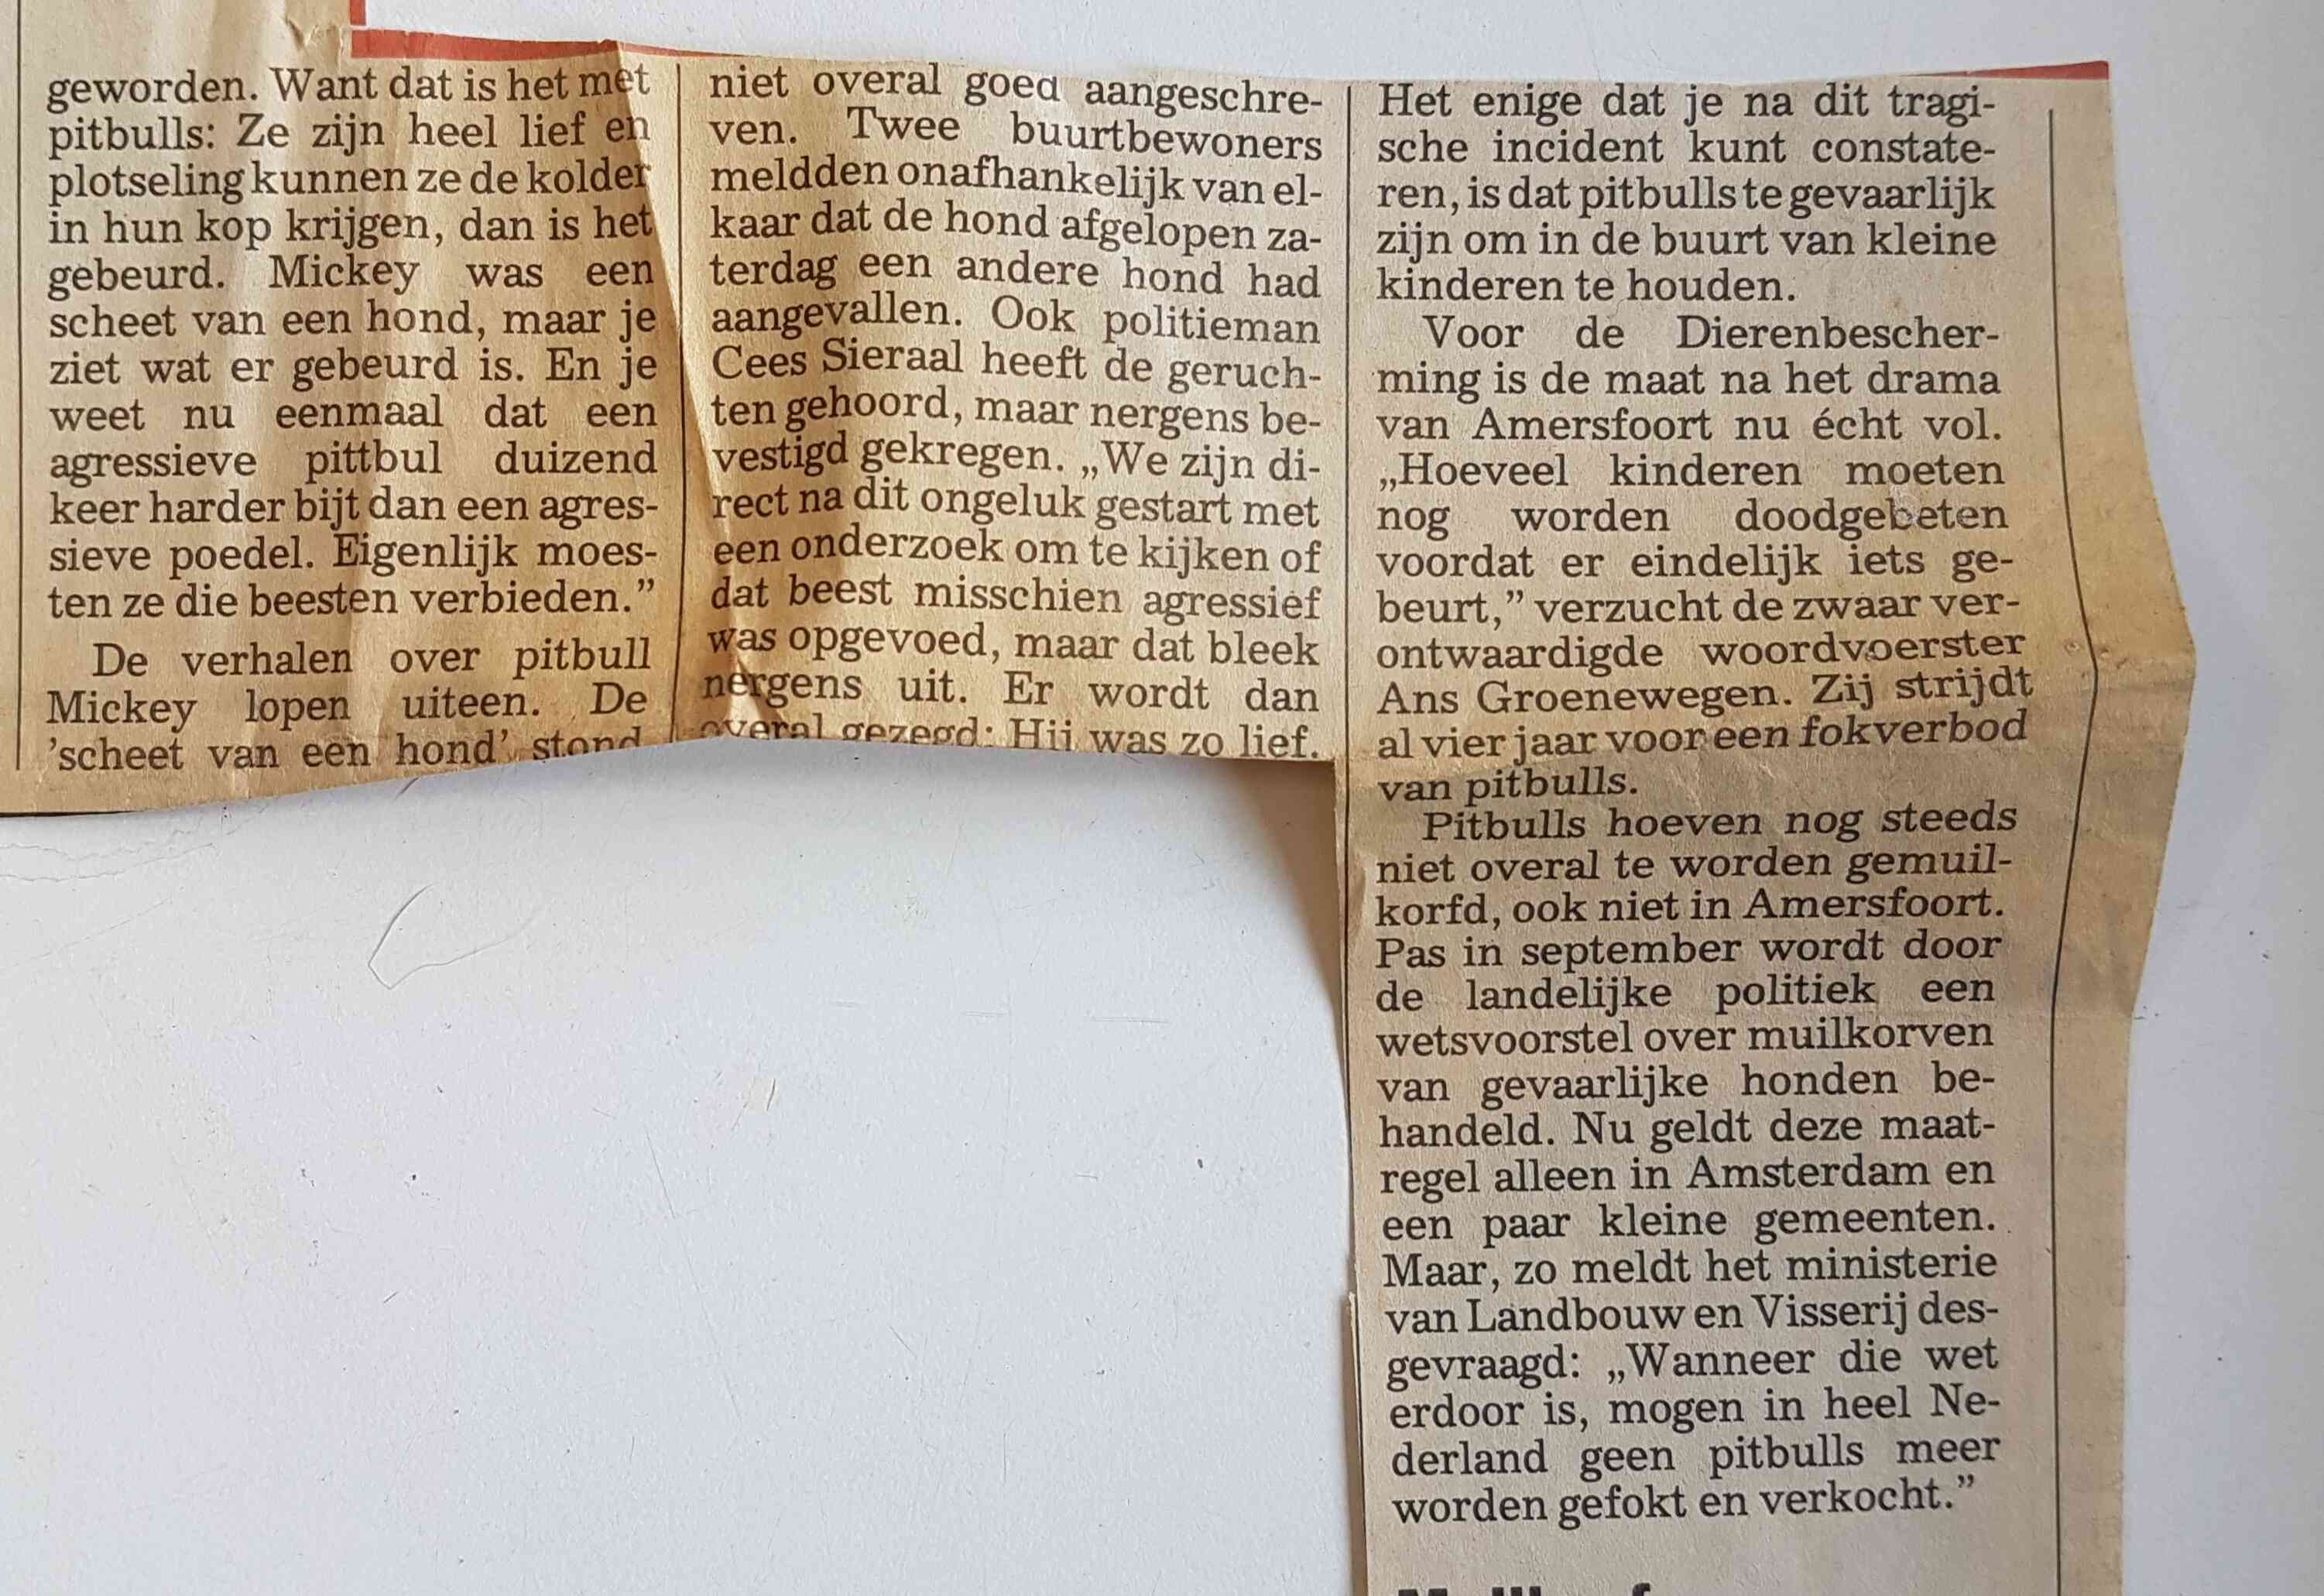 geworden. Want dat is het met
pitbulls: Ze zijn heel lief en
plotseling kunnen ze de kolder
in hun kop krijgen, dan is het
gebeurd. Mickey was een
scheet van een hond, maar je
ziet wat er gebeurd is. En je
weet nu eenmaal dat een
agressieve pittbul duizend
keer harder bijt dan een agres-
sieve poedel. Eigenlijk moes-
ten ze die beesten verbieden.”
De verhalen over pitbull
Mickey lopen uiteen. De
'scheet van een hond' stond
niet overal goed aangeschre-
ven. Twee buurtbewoners
meldden onafhankelijk van el-
kaar dat de hond afgelopen za-
terdag een andere hond had
aangevallen. Ook politieman
Cees Sieraal heeft de geruch-
ten gehoord, maar nergens be-
vestigd gekregen. „We zijn di-
rect na dit ongeluk gestart met
een onderzoek om te kijken of
dat beest misschien agressief
was opgevoed, maar dat bleek
nergens uit. Er wordt dan
overal gezegd: Hij was zo lief.
Het enige dat je na dit tragi-
sche incident kunt constate-
ren, is dat pitbulls te gevaarlijk
zijn om in de buurt van kleine
kinderen te houden.
Voor de Dierenbescher-
ming is de maat na het drama
van Amersfoort nu écht vol.
„Hoeveel kinderen moeten
nog worden doodgebeten
voordat er eindelijk iets ge-
beurt,” verzucht de zwaar ver-
ontwaardigde woordvoerster
Ans Groenewegen. Zij strijdt
al vier jaar voor een fokverbod
van pitbulls.
Pitbulls hoeven nog steeds
niet overal te worden gemuil-
korfd, ook niet in Amersfoort.
Pas in september wordt door
de landelijke politiek een
wetsvoorstel over muilkorven
van gevaarlijke honden be-
handeld. Nu geldt deze maat-
regel alleen in Amsterdam en
een paar kleine gemeenten.
Maar, zo meldt het ministerie
van Landbouw en Visserij des-
gevraagd: „Wanneer die wet
erdoor is, mogen in heel Ne-
derland geen pitbulls meer
worden gefokt en verkocht.”